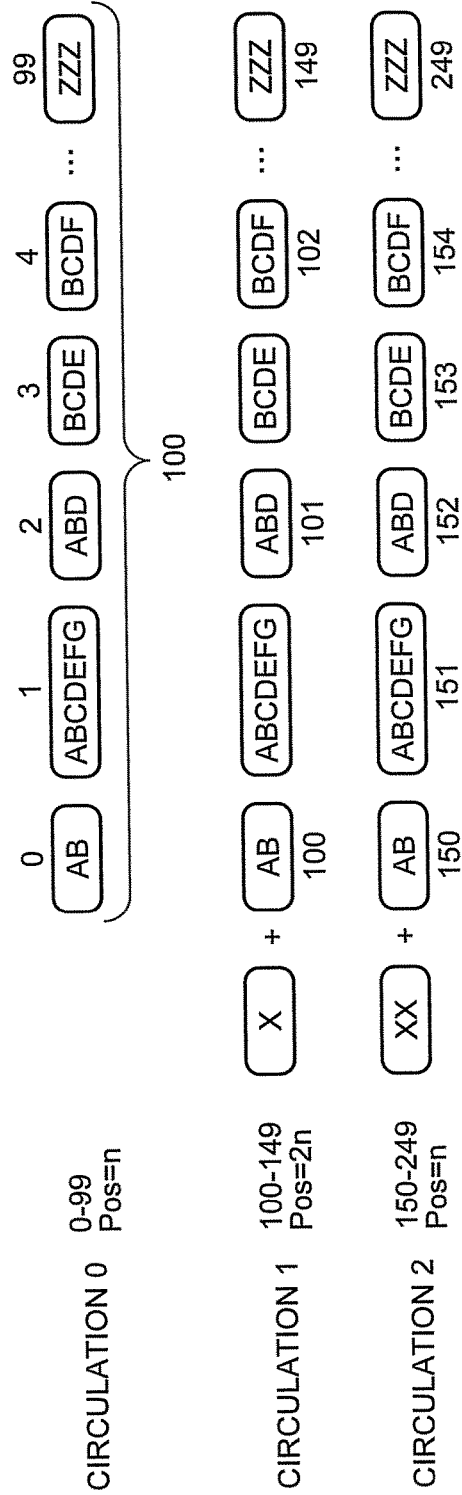 0 1 2 3 4 99
CIRCULATION 0 0-99 AB ABCDEFG ABD BCDE BCDF ... ZZZ
Pos=n
100
CIRCULATION 1 100-149 X + AB ABCDEFG ABD BCDE BCDF ... ZZZ
Pos=2n
100 101 102 149
CIRCULATION 2 150-249 XX + AB ABCDEFG ABD BCDE BCDF ... ZZZ
Pos=n
150 151 152 153 154 249